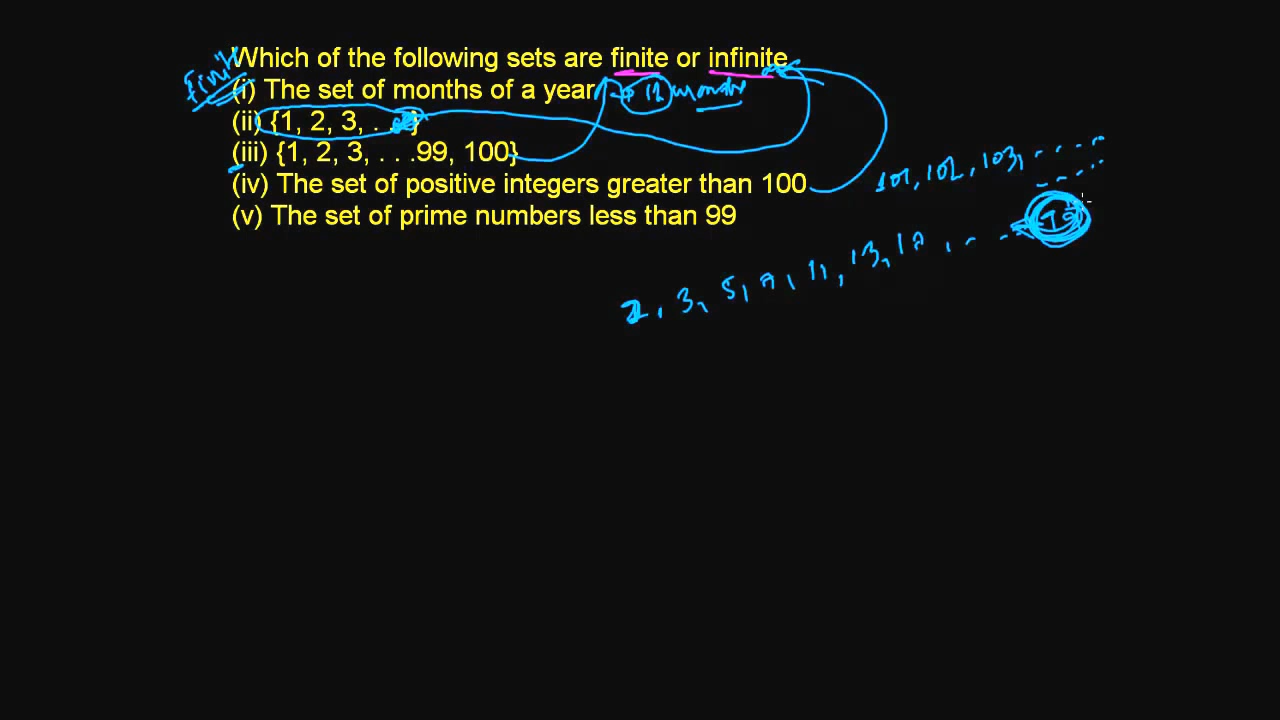 Which of the following sets are finite or infinite
(i) The set of months of a year
12 months
(ii) {1, 2, 3, . . .}
(iii) {1, 2, 3, . . .99, 100}
(iv) The set of positive integers greater than 100
101, 102, 103, . . . .
(v) The set of prime numbers less than 99
2, 3, 5, 7, 11, 13, 17, . . .